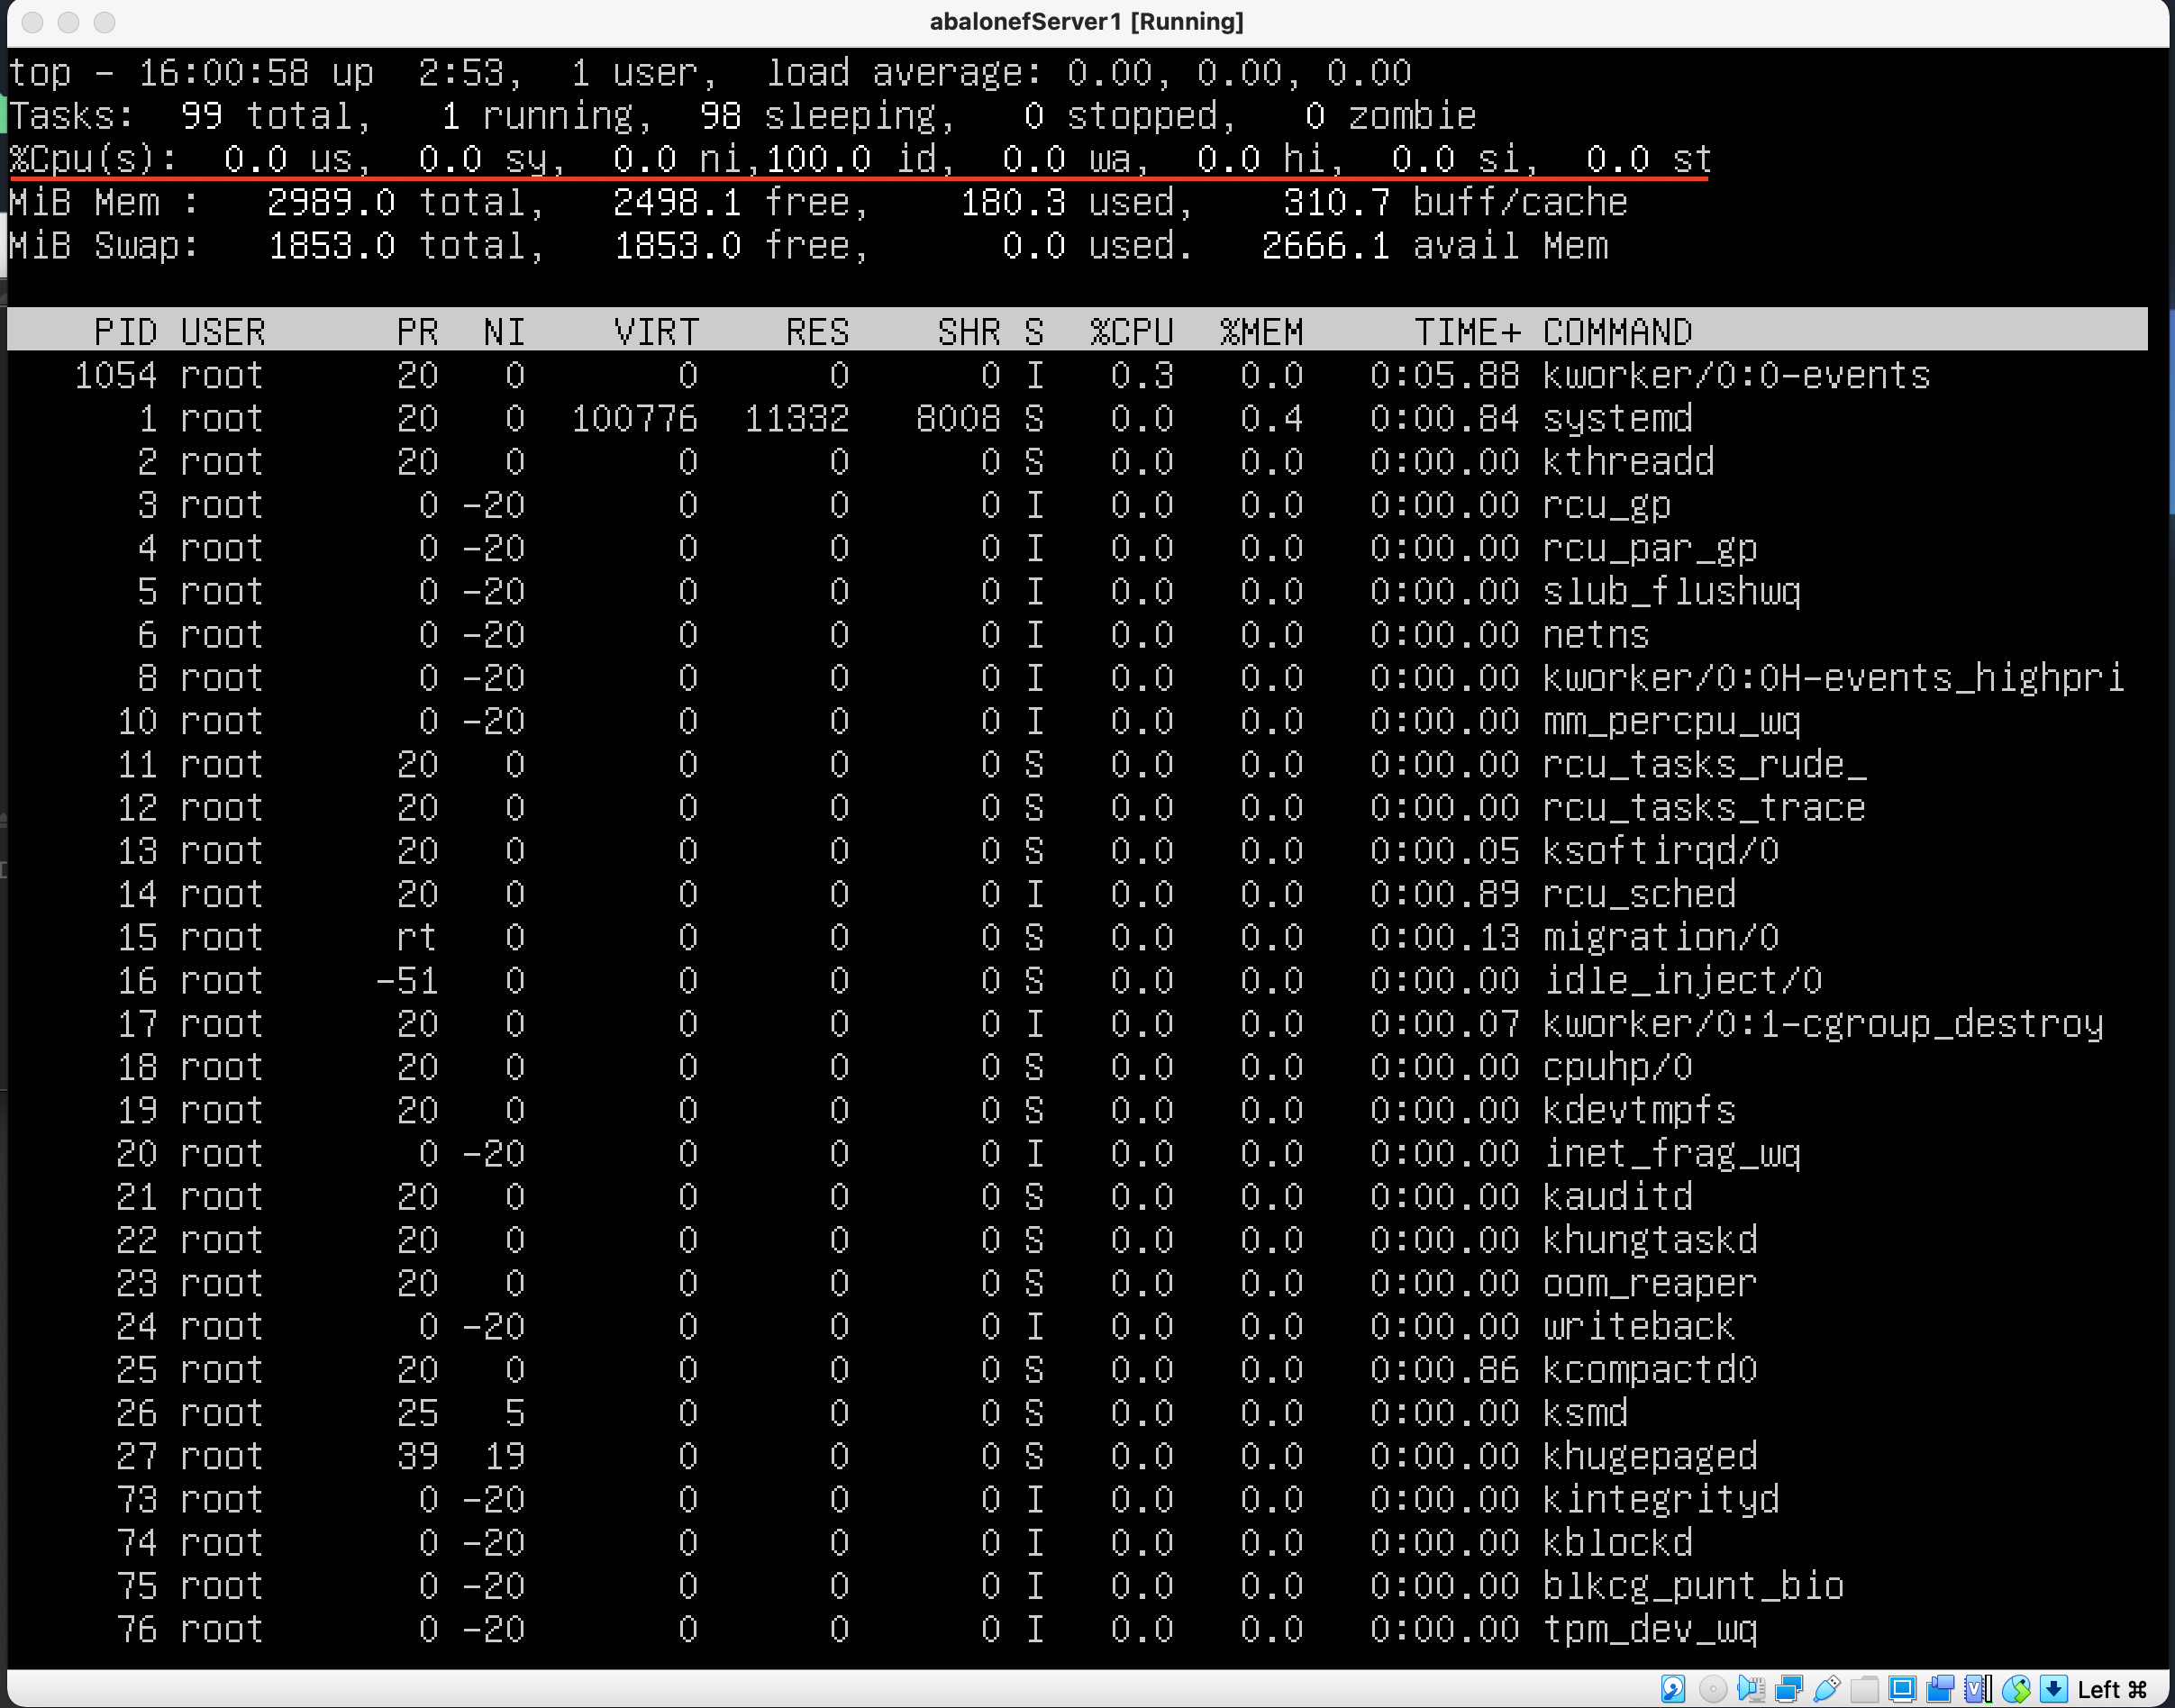 abalonefServer1 [Running]
top - 16:00:58 up  2:53,  1 user,  load average: 0.00, 0.00, 0.00
Tasks:  99 total,   1 running,  98 sleeping,   0 stopped,   0 zombie
%Cpu(s):  0.0 us,  0.0 sy,  0.0 ni,100.0 id,  0.0 wa,  0.0 hi,  0.0 si,  0.0 st
MiB Mem :   2989.0 total,   2498.1 free,    180.3 used,    310.7 buff/cache
MiB Swap:   1853.0 total,   1853.0 free,      0.0 used.   2666.1 avail Mem
PID USER      PR  NI    VIRT    RES    SHR S  %CPU  %MEM     TIME+ COMMAND
1054 root      20   0       0      0      0 I   0.3   0.0   0:05.88 kworker/0:0-events
1 root      20   0  100776  11332   8008 S   0.0   0.4   0:00.84 systemd
2 root      20   0       0      0      0 S   0.0   0.0   0:00.00 kthreadd
3 root       0 -20       0      0      0 I   0.0   0.0   0:00.00 rcu_gp
4 root       0 -20       0      0      0 I   0.0   0.0   0:00.00 rcu_par_gp
5 root       0 -20       0      0      0 I   0.0   0.0   0:00.00 slub_flushwq
6 root       0 -20       0      0      0 I   0.0   0.0   0:00.00 netns
8 root       0 -20       0      0      0 I   0.0   0.0   0:00.00 kworker/0:0H-events_highpri
10 root       0 -20       0      0      0 I   0.0   0.0   0:00.00 mm_percpu_wq
11 root      20   0       0      0      0 S   0.0   0.0   0:00.00 rcu_tasks_rude_
12 root      20   0       0      0      0 S   0.0   0.0   0:00.00 rcu_tasks_trace
13 root      20   0       0      0      0 S   0.0   0.0   0:00.05 ksoftirqd/0
14 root      20   0       0      0      0 I   0.0   0.0   0:00.89 rcu_sched
15 root      rt   0       0      0      0 S   0.0   0.0   0:00.13 migration/0
16 root     -51   0       0      0      0 S   0.0   0.0   0:00.00 idle_inject/0
17 root      20   0       0      0      0 I   0.0   0.0   0:00.07 kworker/0:1-cgroup_destroy
18 root      20   0       0      0      0 S   0.0   0.0   0:00.00 cpuhp/0
19 root      20   0       0      0      0 S   0.0   0.0   0:00.00 kdevtmpfs
20 root       0 -20       0      0      0 I   0.0   0.0   0:00.00 inet_frag_wq
21 root      20   0       0      0      0 S   0.0   0.0   0:00.00 kauditd
22 root      20   0       0      0      0 S   0.0   0.0   0:00.00 khungtaskd
23 root      20   0       0      0      0 S   0.0   0.0   0:00.00 oom_reaper
24 root       0 -20       0      0      0 I   0.0   0.0   0:00.00 writeback
25 root      20   0       0      0      0 S   0.0   0.0   0:00.86 kcompactd0
26 root      25   5       0      0      0 S   0.0   0.0   0:00.00 ksmd
27 root      39  19       0      0      0 S   0.0   0.0   0:00.00 khugepaged
73 root       0 -20       0      0      0 I   0.0   0.0   0:00.00 kintegrityd
74 root       0 -20       0      0      0 I   0.0   0.0   0:00.00 kblockd
75 root       0 -20       0      0      0 I   0.0   0.0   0:00.00 blkcg_punt_bio
76 root       0 -20       0      0      0 I   0.0   0.0   0:00.00 tpm_dev_wq
Left ⌘